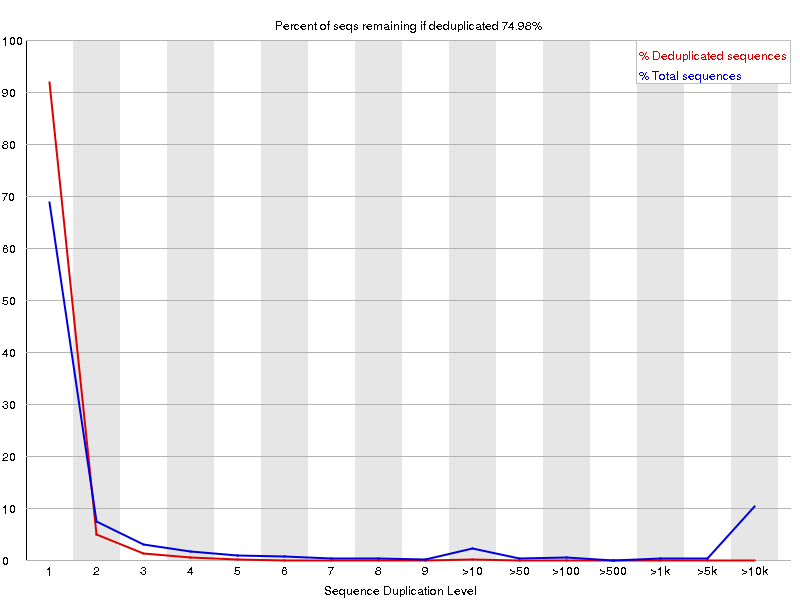 Percent of seqs remaining if deduplicated 74.98%
% Deduplicated sequences
% Total sequences
100
90
80
70
60
50
40
30
20
10
0
1 2 3 4 5 6 7 8 9 >10 >50 >100 >500 >1k >5k >10k
Sequence Duplication Level